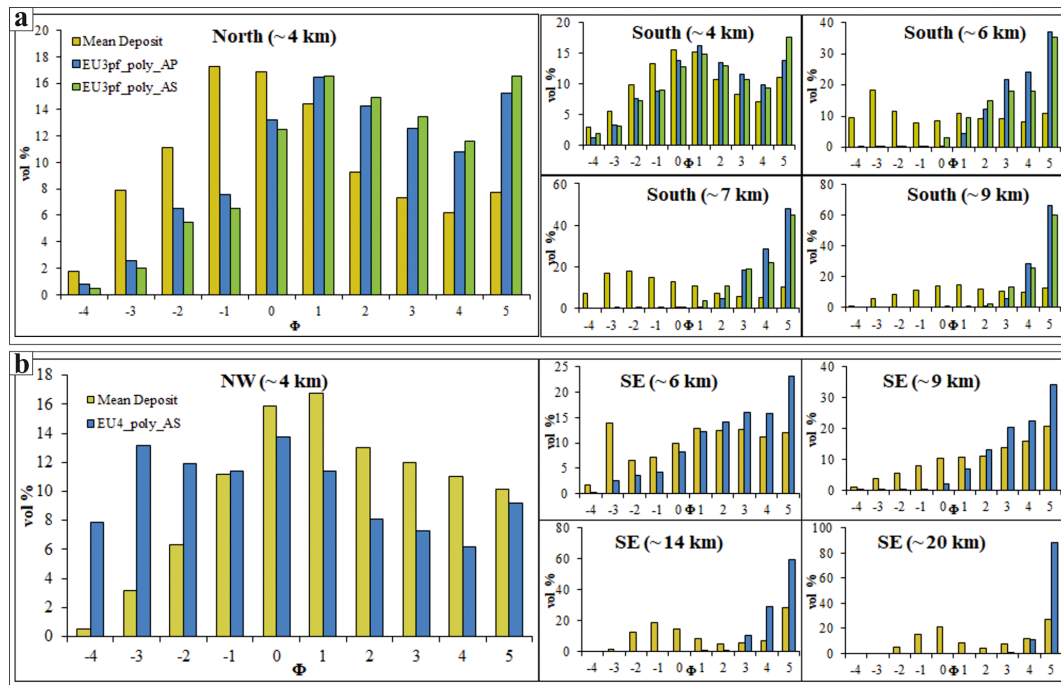 a
North (~4 km)
Mean Deposit
EU3pf_poly_AP
EU3pf_poly_AS
vol %
20
18
16
14
12
10
8
6
4
2
0
-4 -3 -2 -1 0 1 2 3 4 5
Φ
South (~4 km)
vol %
20
15
10
5
0
-4 -3 -2 -1 0 1 2 3 4 5
Φ
South (~6 km)
vol %
40
30
20
10
0
-4 -3 -2 -1 0 1 2 3 4 5
Φ
South (~7 km)
vol %
60
40
20
0
-4 -3 -2 -1 0 1 2 3 4 5
Φ
South (~9 km)
vol %
80
60
40
20
0
-4 -3 -2 -1 0 1 2 3 4 5
Φ
b
NW (~4 km)
Mean Deposit
EU4_poly_AS
vol %
18
16
14
12
10
8
6
4
2
0
-4 -3 -2 -1 0 1 2 3 4 5
Φ
SE (~6 km)
vol %
25
20
15
10
5
0
-4 -3 -2 -1 0 1 2 3 4 5
Φ
SE (~9 km)
vol %
60
40
20
0
-4 -3 -2 -1 0 1 2 3 4 5
Φ
SE (~14 km)
vol %
80
60
40
20
0
-4 -3 -2 -1 0 1 2 3 4 5
Φ
SE (~20 km)
vol %
100
80
60
40
20
0
-4 -3 -2 -1 0 1 2 3 4 5
Φ